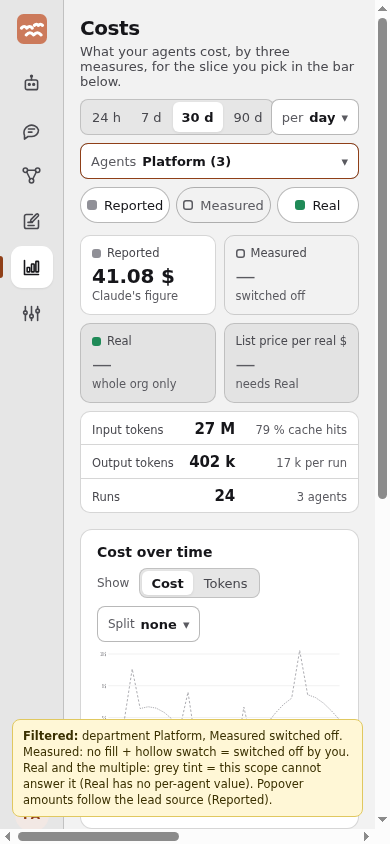 Costs
What your agents cost, by three
measures, for the slice you pick in the bar
below.
24 h 7 d 30 d 90 d per day ▾
Agents Platform (3) ▾
Reported Measured Real
Reported
41.08 $
Claude's figure
Measured
—
switched off
Real
—
whole org only
List price per real $
—
needs Real
Input tokens 27 M 79 % cache hits
Output tokens 402 k 17 k per run
Runs 24 3 agents
Cost over time
Show Cost Tokens
Split none ▾
Filtered: department Platform, Measured switched off.
Measured: no fill + hollow swatch = switched off by you.
Real and the multiple: grey tint = this scope cannot
answer it (Real has no per-agent value). Popover
amounts follow the lead source (Reported).